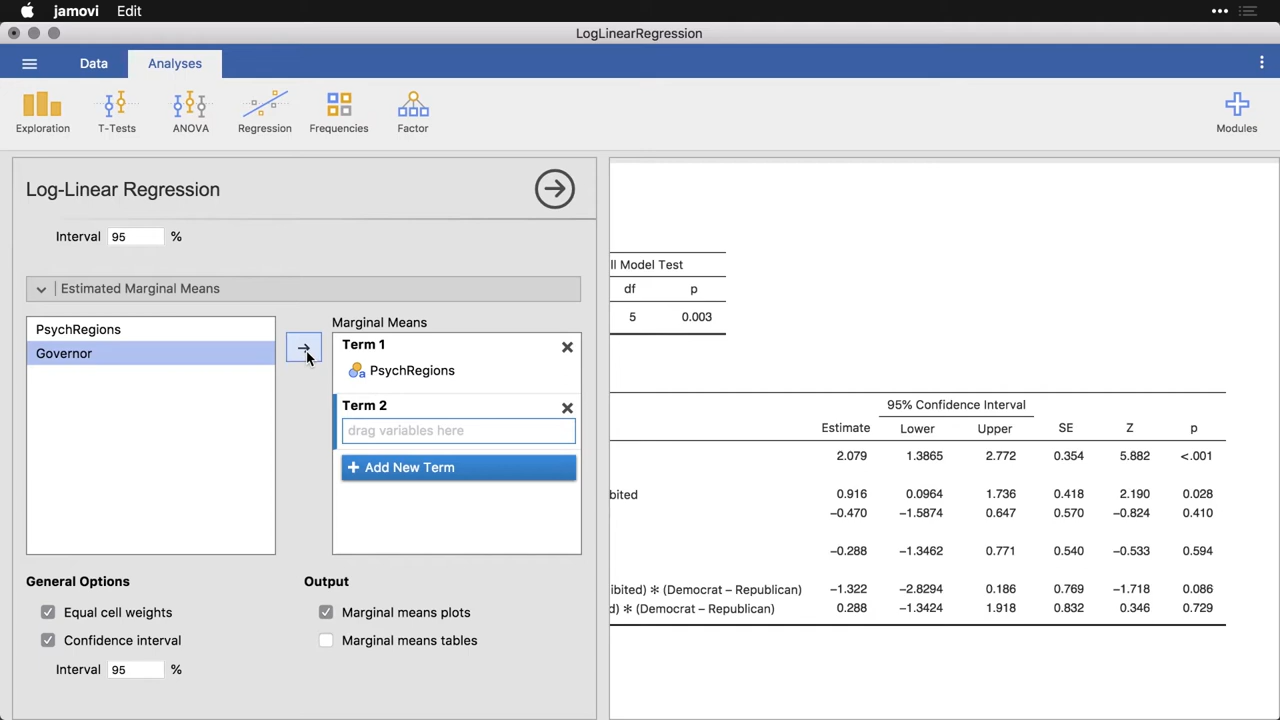 jamovi Edit
LogLinearRegression
Data Analyses
Exploration T-Tests ANOVA Regression Frequencies Factor Modules
Log-Linear Regression
Interval 95 %
Estimated Marginal Means
PsychRegions
Governor
Marginal Means
Term 1
PsychRegions
Term 2
drag variables here
Add New Term
General Options
Equal cell weights
Confidence interval
Interval 95 %
Output
Marginal means plots
Marginal means tables
ll Model Test
df p
5 0.003
95% Confidence Interval
Estimate Lower Upper SE Z p
2.079 1.3865 2.772 0.354 5.882 <.001
bited 0.916 0.0964 1.736 0.418 2.190 0.028
−0.470 −1.5874 0.647 0.570 −0.824 0.410
−0.288 −1.3462 0.771 0.540 −0.533 0.594
ibited) ✻ (Democrat – Republican) −1.322 −2.8294 0.186 0.769 −1.718 0.086
d) ✻ (Democrat – Republican) 0.288 −1.3424 1.918 0.832 0.346 0.729